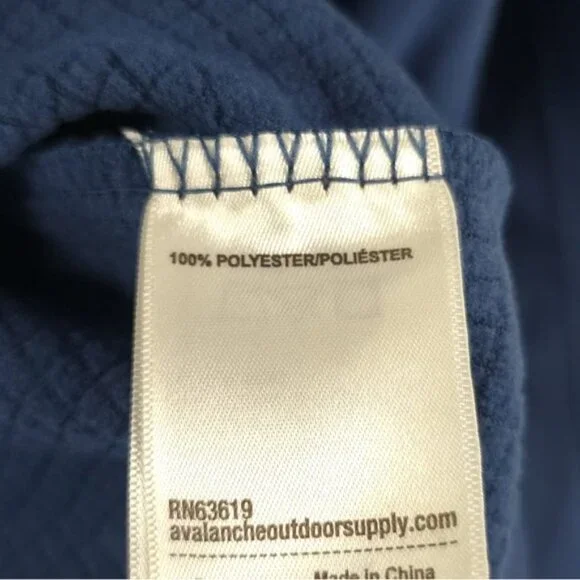 100% POLYESTER/POLIÉSTER
RN63619
avalancheoutdoorsupply.com
Made in China